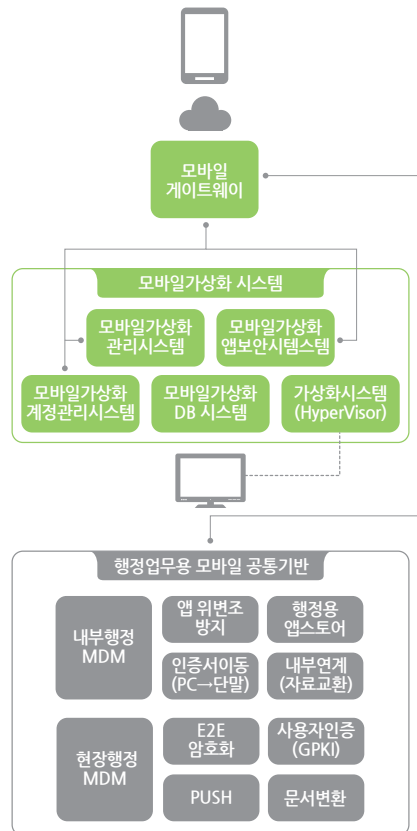 모바일
게이트웨이
모바일가상화 시스템
모바일가상화
관리시스템
모바일가상화
앱보안시템스템
모바일가상화
계정관리시스템
모바일가상화
DB 시스템
가상화시스템
(HyperVisor)
행정업무용 모바일 공통기반
내부행정
MDM
앱 위변조
방지
행정용
앱스토어
인증서이동
(PC→단말)
내부연계
(자료교환)
현장행정
MDM
E2E
암호화
사용자인증
(GPKI)
PUSH
문서변환